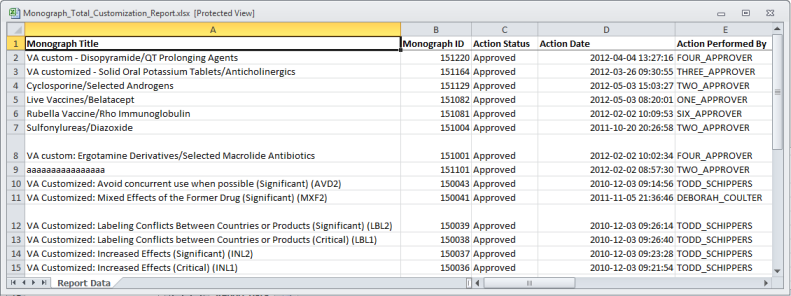 Monograph_Total_Customization_Report.xlsx [Protected View]
A B C D E
1 Monograph Title Monograph ID Action Status Action Date Action Performed By
2 VA custom - Disopyramide/QT Prolonging Agents 151220 Approved 2012-04-04 13:27:16 FOUR_APPROVER
3 VA customized - Solid Oral Potassium Tablets/Anticholinergics 151164 Approved 2012-03-26 09:30:55 THREE_APPROVER
4 Cyclosporine/Selected Androgens 151129 Approved 2012-05-03 15:03:27 TWO_APPROVER
5 Live Vaccines/Belatacept 151082 Approved 2012-05-03 08:20:01 ONE_APPROVER
6 Rubella Vaccine/Rho Immunoglobulin 151081 Approved 2012-02-02 10:09:53 SIX_APPROVER
7 Sulfonylureas/Diazoxide 151004 Approved 2011-10-20 20:26:58 TWO_APPROVER
8 VA custom: Ergotamine Derivatives/Selected Macrolide Antibiotics 151001 Approved 2012-02-02 10:02:34 FOUR_APPROVER
9 aaaaaaaaaaaaaaaa 151101 Approved 2012-02-02 08:57:30 TWO_APPROVER
10 VA Customized: Avoid concurrent use when possible (Significant) (AVD2) 150043 Approved 2010-12-03 09:14:56 TODD_SCHIPPERS
11 VA Customized: Mixed Effects of the Former Drug (Significant) (MXF2) 150041 Approved 2011-11-05 21:36:46 DEBORAH_COULTER
12 VA Customized: Labeling Conflicts Between Countries or Products (Significant) (LBL2) 150039 Approved 2010-12-03 09:26:14 TODD_SCHIPPERS
13 VA Customized: Labeling Conflicts between Countries or Products (Critical) (LBL1) 150038 Approved 2010-12-03 09:26:40 TODD_SCHIPPERS
14 VA Customized: Increased Effects (Significant) (INL2) 150037 Approved 2010-12-03 09:23:28 TODD_SCHIPPERS
15 VA Customized: Increased Effects (Critical) (INL1) 150036 Approved 2010-12-03 09:21:54 TODD_SCHIPPERS
Report Data